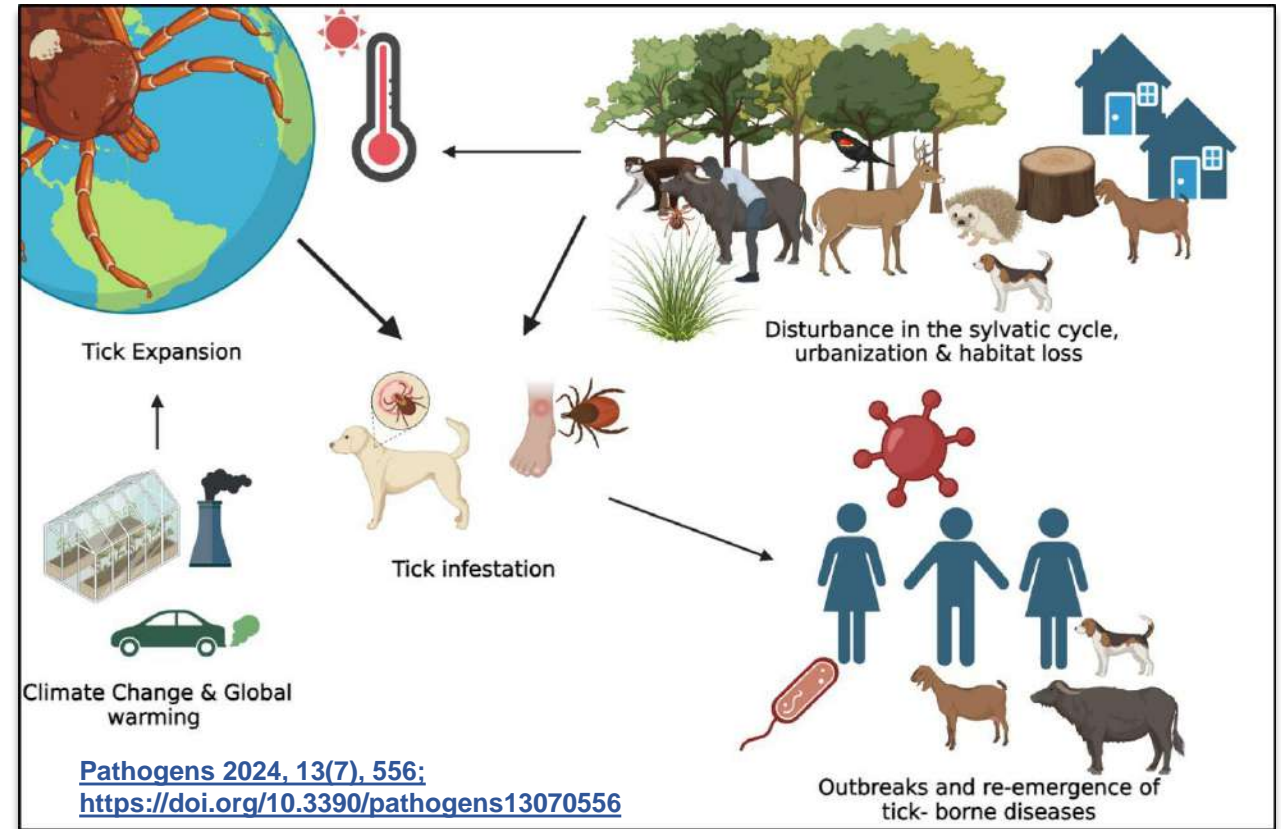 Tick Expansion
Disturbance in the sylvatic cycle,
urbanization & habitat loss
Tick infestation
Climate Change & Global
warming
Pathogens 2024, 13(7), 556;
https://doi.org/10.3390/pathogens13070556
Outbreaks and re-emergence of
tick- borne diseases